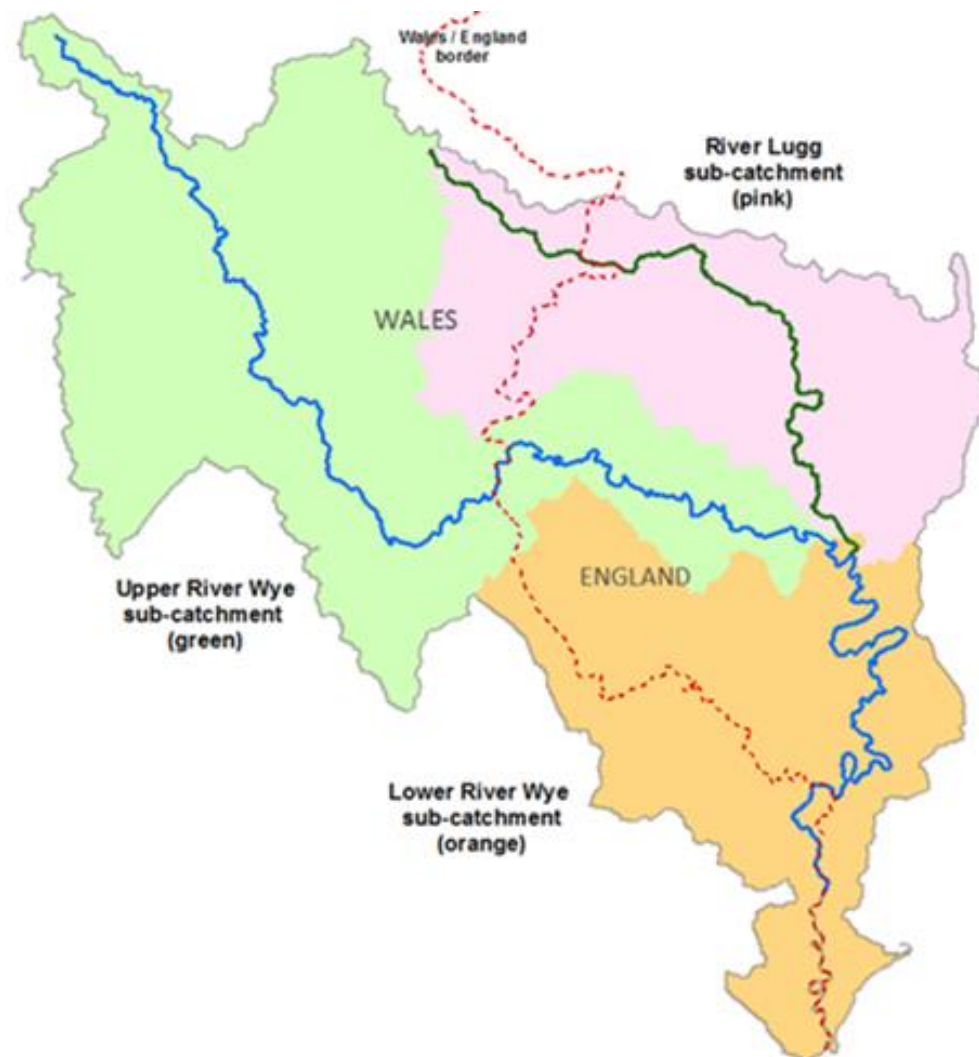 Wales / England
border
River Lugg
sub-catchment
(pink)
WALES
Upper River Wye
sub-catchment
(green)
ENGLAND
Lower River Wye
sub-catchment
(orange)